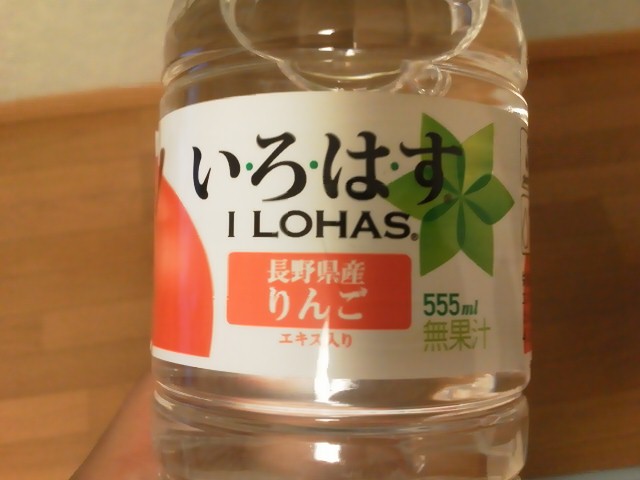 い・ろ・は・す®
I LOHAS®
長野県産
りんご
エキス入り
555ml
無果汁